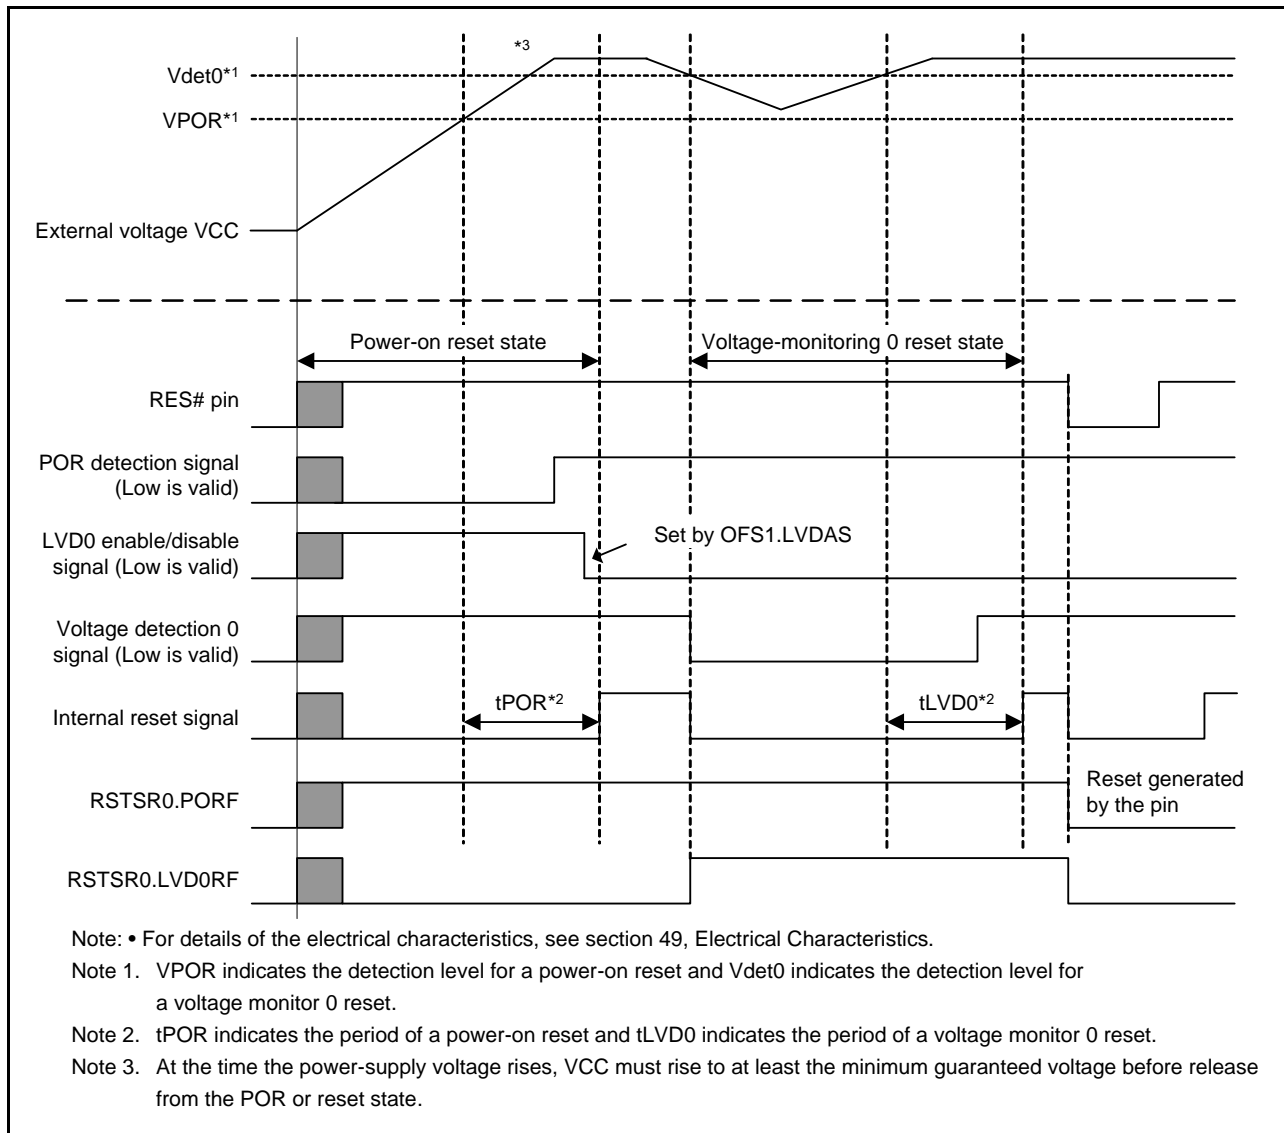 *3
Vdet0*1
VPOR*1
External voltage VCC
Power-on reset state
Voltage-monitoring 0 reset state
RES# pin
POR detection signal
(Low is valid)
LVD0 enable/disable
signal (Low is valid)
Set by OFS1.LVDAS
Voltage detection 0
signal (Low is valid)
tPOR*2
tLVD0*2
Internal reset signal
RSTSR0.PORF
Reset generated
by the pin
RSTSR0.LVD0RF
Note: • For details of the electrical characteristics, see section 49, Electrical Characteristics.
Note 1. VPOR indicates the detection level for a power-on reset and Vdet0 indicates the detection level for
a voltage monitor 0 reset.
Note 2. tPOR indicates the period of a power-on reset and tLVD0 indicates the period of a voltage monitor 0 reset.
Note 3. At the time the power-supply voltage rises, VCC must rise to at least the minimum guaranteed voltage before release
from the POR or reset state.